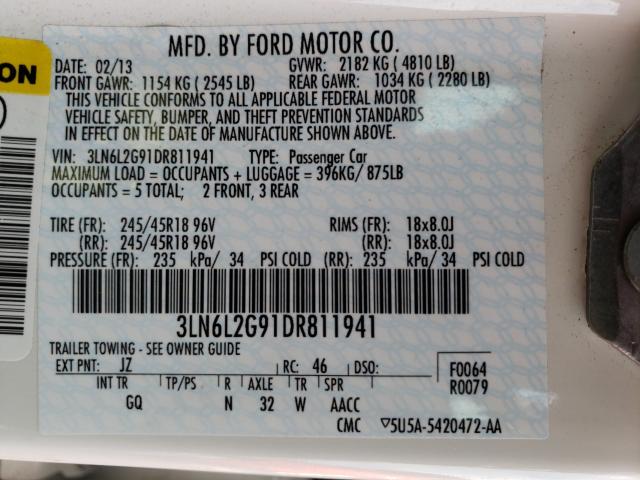 MFD. BY FORD MOTOR CO.
DATE: 02/13 GVWR: 2182 KG ( 4810 LB)
FRONT GAWR: 1154 KG ( 2545 LB) REAR GAWR: 1034 KG ( 2280 LB)
THIS VEHICLE CONFORMS TO ALL APPLICABLE FEDERAL MOTOR
VEHICLE SAFETY, BUMPER, AND THEFT PREVENTION STANDARDS
IN EFFECT ON THE DATE OF MANUFACTURE SHOWN ABOVE.
VIN: 3LN6L2G91DR811941 TYPE: Passenger Car
MAXIMUM LOAD = OCCUPANTS + LUGGAGE = 396KG/ 875LB
OCCUPANTS = 5 TOTAL; 2 FRONT, 3 REAR
TIRE (FR): 245/45R18 96V RIMS (FR): 18x8.0J
(RR): 245/45R18 96V (RR): 18x8.0J
PRESSURE (FR): 235 kPa/ 34 PSI COLD (RR): 235 kPa/ 34 PSI COLD
3LN6L2G91DR811941
TRAILER TOWING - SEE OWNER GUIDE
EXT PNT: JZ RC: 46 DSO: F0064
INT TR TP/PS R AXLE TR SPR R0079
GQ N 32 W AACC
CMC ▽5U5A-5420472-AA
ON